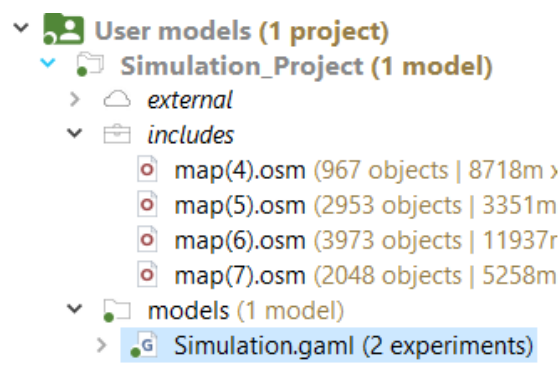 User models (1 project)
Simulation_Project (1 model)
external
includes
map(4).osm (967 objects | 8718m x
map(5).osm (2953 objects | 3351m
map(6).osm (3973 objects | 11937m
map(7).osm (2048 objects | 5258m
models (1 model)
G Simulation.gaml (2 experiments)